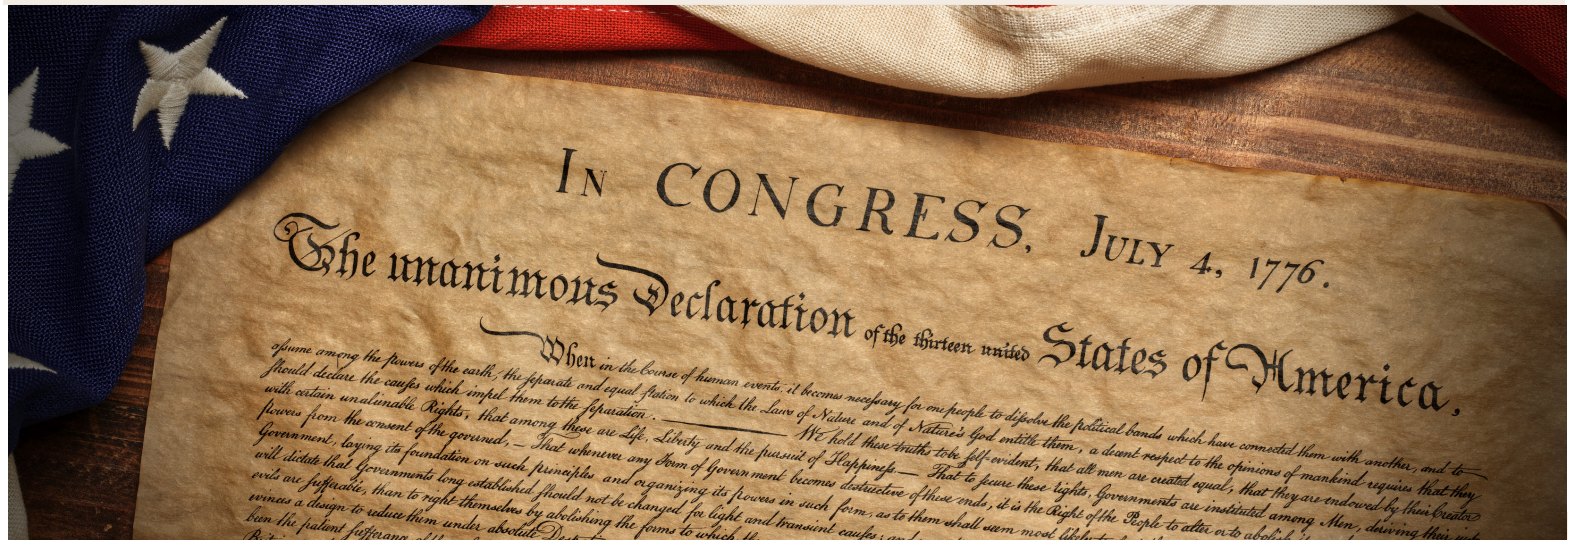 In CONGRESS, July 4, 1776.
The unanimous Declaration of the thirteen united States of America,
When in the Course of human events, it becomes necessary for one people to dissolve the political bands which have connected them with another, and to
assume among the powers of the earth, the separate and equal station to which the Laws of Nature and of Nature's God entitle them, a decent respect to the opinions of mankind requires that they
should declare the causes which impel them to the separation. — We hold these truths to be self-evident, that all men are created equal, that they are endowed by their Creator
with certain unalienable Rights, that among these are Life, Liberty and the pursuit of Happiness— That to secure these rights, Governments are instituted among Men, deriving their just
powers from the consent of the governed, — That whenever any Form of Government becomes destructive of these ends, it is the Right of the People to alter or to abolish
Government, laying its foundation on such principles and organizing its powers in such form, as to them shall seem most likely
will dictate that Governments long established should not be changed for light and transient causes; and
evils are sufferable, than to right themselves by abolishing the forms to which
evinces a design to reduce them under absolute
been the patient sufferance of